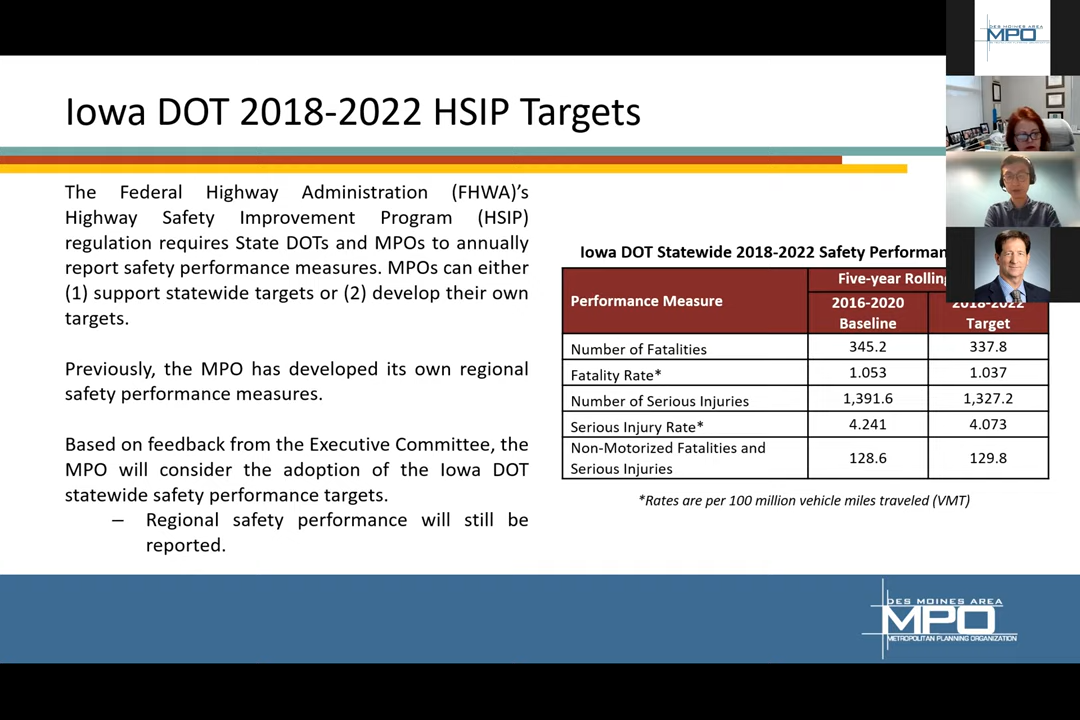 Iowa DOT 2018-2022 HSIP Targets
The Federal Highway Administration (FHWA)'s
Highway Safety Improvement Program (HSIP)
regulation requires State DOTs and MPOs to annually
report safety performance measures. MPOs can either
(1) support statewide targets or (2) develop their own
targets.
Previously, the MPO has developed its own regional
safety performance measures.
Based on feedback from the Executive Committee, the
MPO will consider the adoption of the Iowa DOT
statewide safety performance targets.
– Regional safety performance will still be
reported.
Iowa DOT Statewide 2018-2022 Safety
Performance Measure
Five-year Rolling
2016-2020
Baseline
2018-2022
Target
Number of Fatalities 345.2 337.8
Fatality Rate* 1.053 1.037
Number of Serious Injuries 1,391.6 1,327.2
Serious Injury Rate* 4.241 4.073
Non-Motorized Fatalities and
Serious Injuries 128.6 129.8
*Rates are per 100 million vehicle miles traveled (VMT)
DES MOINES AREA
MPO
METROPOLITAN PLANNING ORGANIZATION
DES MOINES AREA
MPO